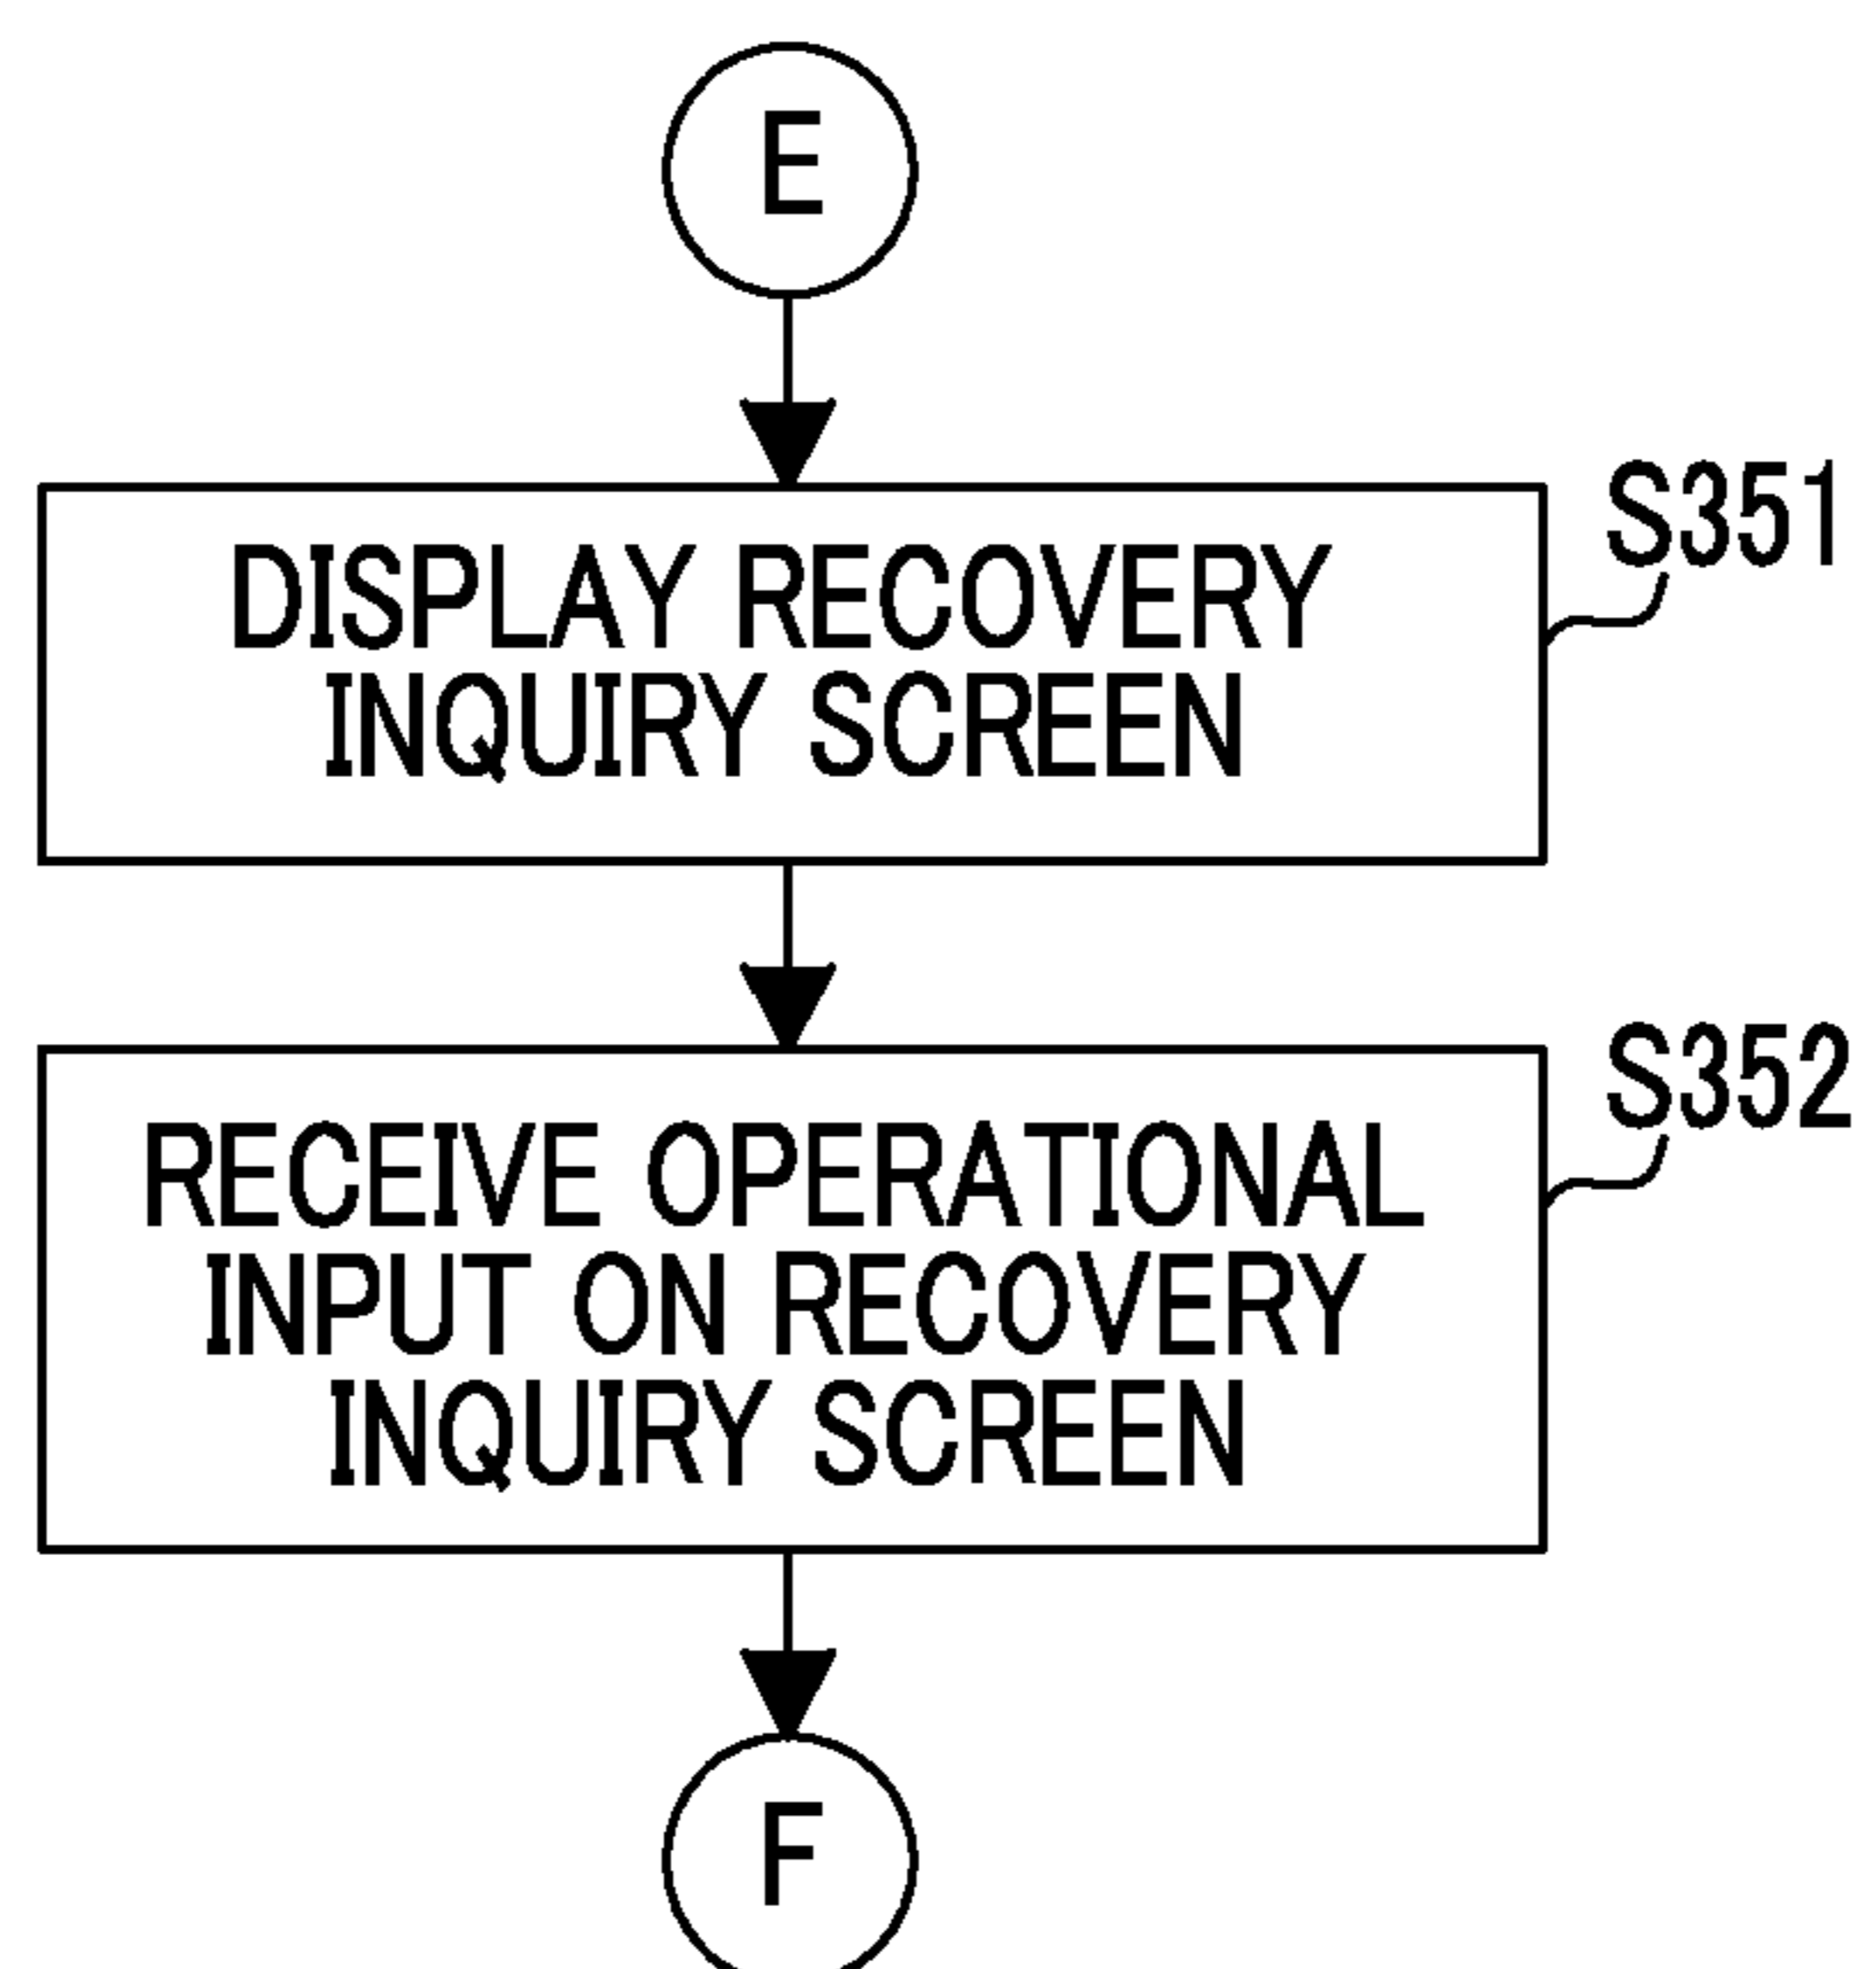 E
S351
DISPLAY RECOVERY
INQUIRY SCREEN
S352
RECEIVE OPERATIONAL
INPUT ON RECOVERY
INQUIRY SCREEN
F